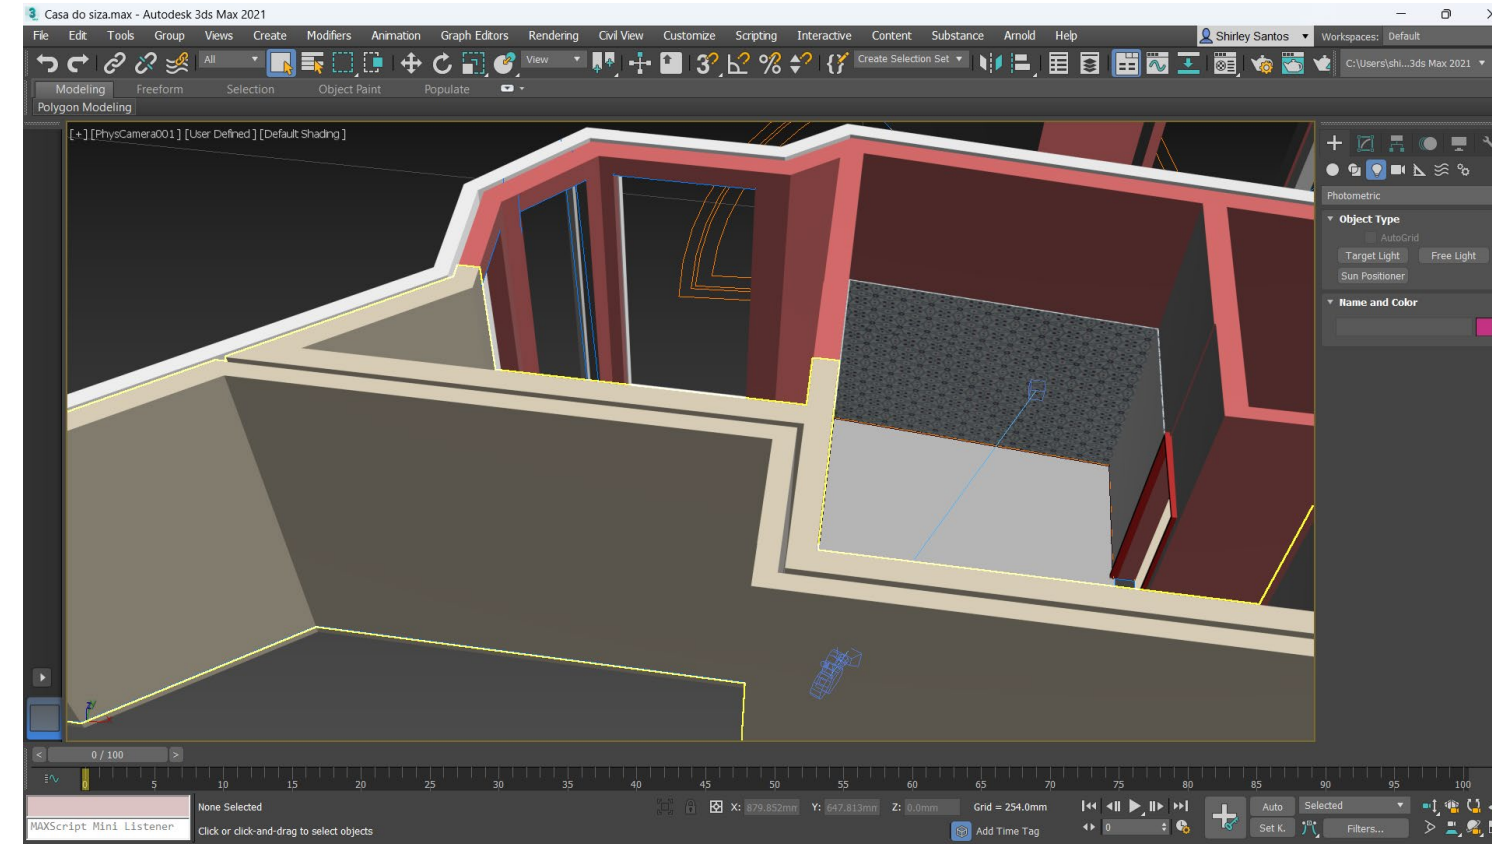 Casa do siza.max - Autodesk 3ds Max 2021
File Edit Tools Group Views Create Modifiers Animation Graph Editors Rendering Civil View Customize Scripting Interactive Content Substance Arnold Help Shirley Santos Workspaces: Default
All View Create Selection Set C:\Users\shi...3ds Max 2021
Modeling Freeform Selection Object Paint Populate
Polygon Modeling
[+] [PhysCamera001] [User Defined] [Default Shading]
Photometric
Object Type
AutoGrid
Target Light Free Light
Sun Positioner
Name and Color
0 / 100
0 5 10 15 20 25 30 35 40 45 50 55 60 65 70 75 80 85 90 95 100
None Selected X: 879.852mm Y: 647.813mm Z: 0.0mm Grid = 254.0mm Auto Selected
MAXScript Mini Listener Click or click-and-drag to select objects Add Time Tag 0 Set K. Filters...